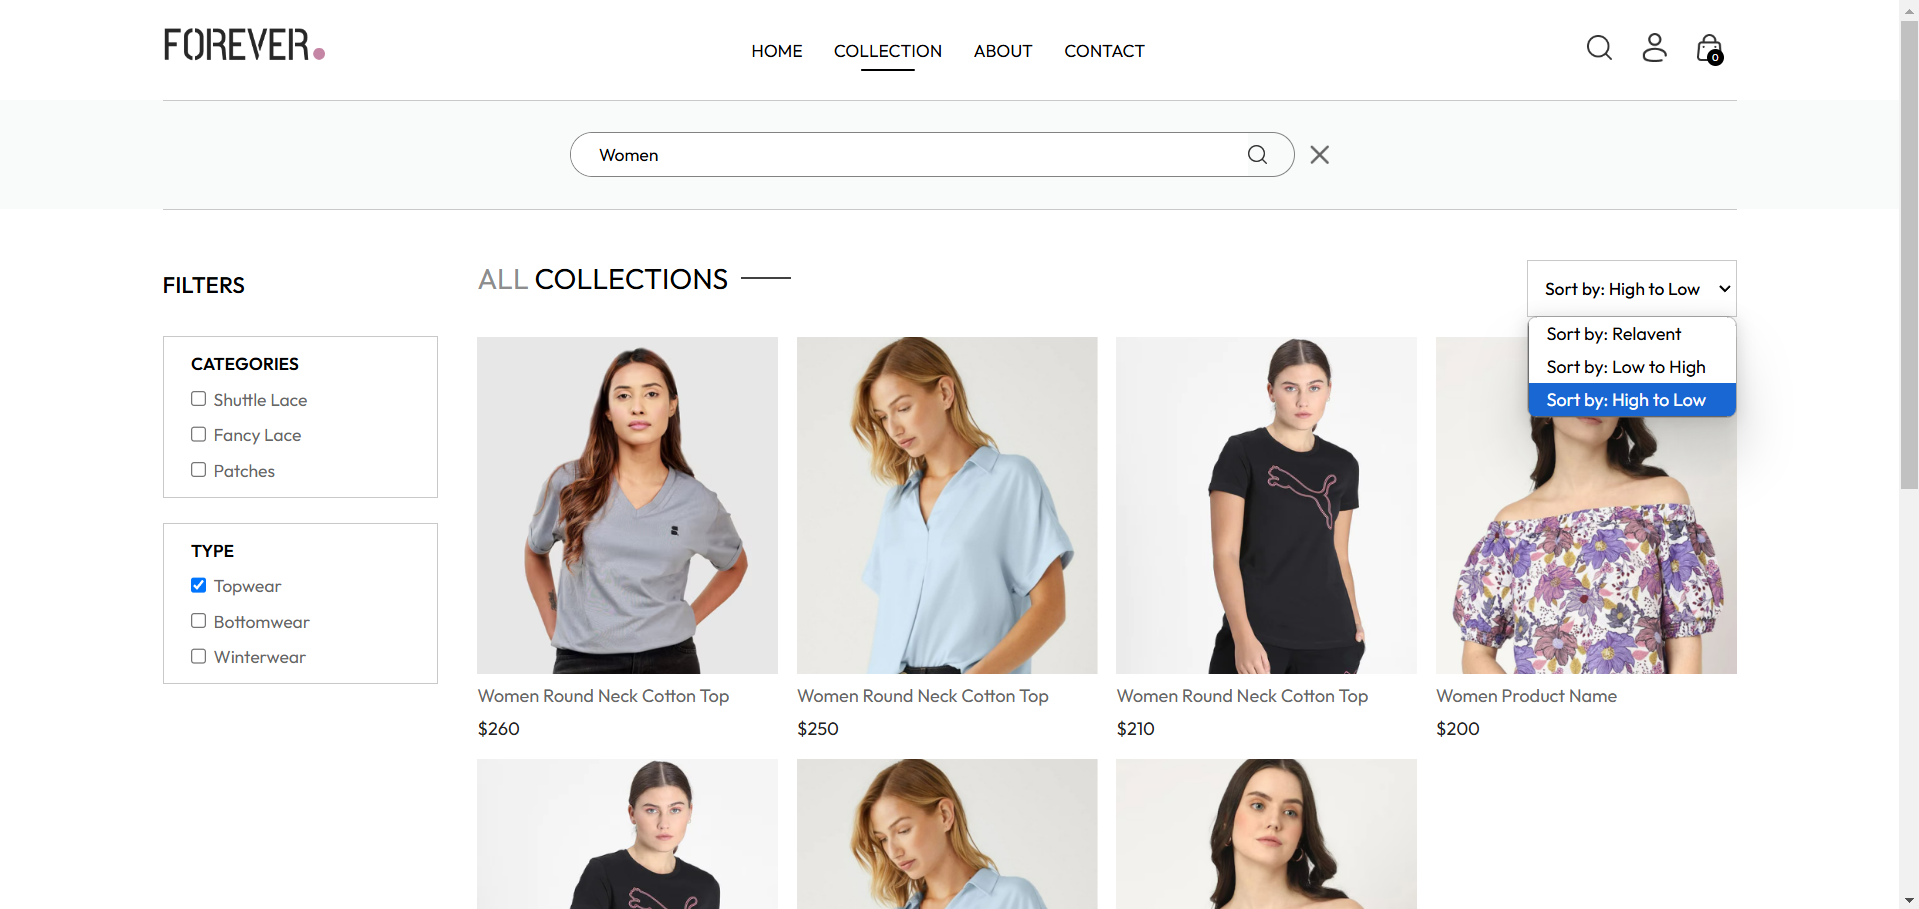 FOREVER.
HOME COLLECTION ABOUT CONTACT
0
Women
FILTERS
ALL COLLECTIONS
Sort by: High to Low
Sort by: Relavent
Sort by: Low to High
Sort by: High to Low
CATEGORIES
Shuttle Lace
Fancy Lace
Patches
TYPE
Topwear
Bottomwear
Winterwear
Women Round Neck Cotton Top
$260
Women Round Neck Cotton Top
$250
Women Round Neck Cotton Top
$210
Women Product Name
$200